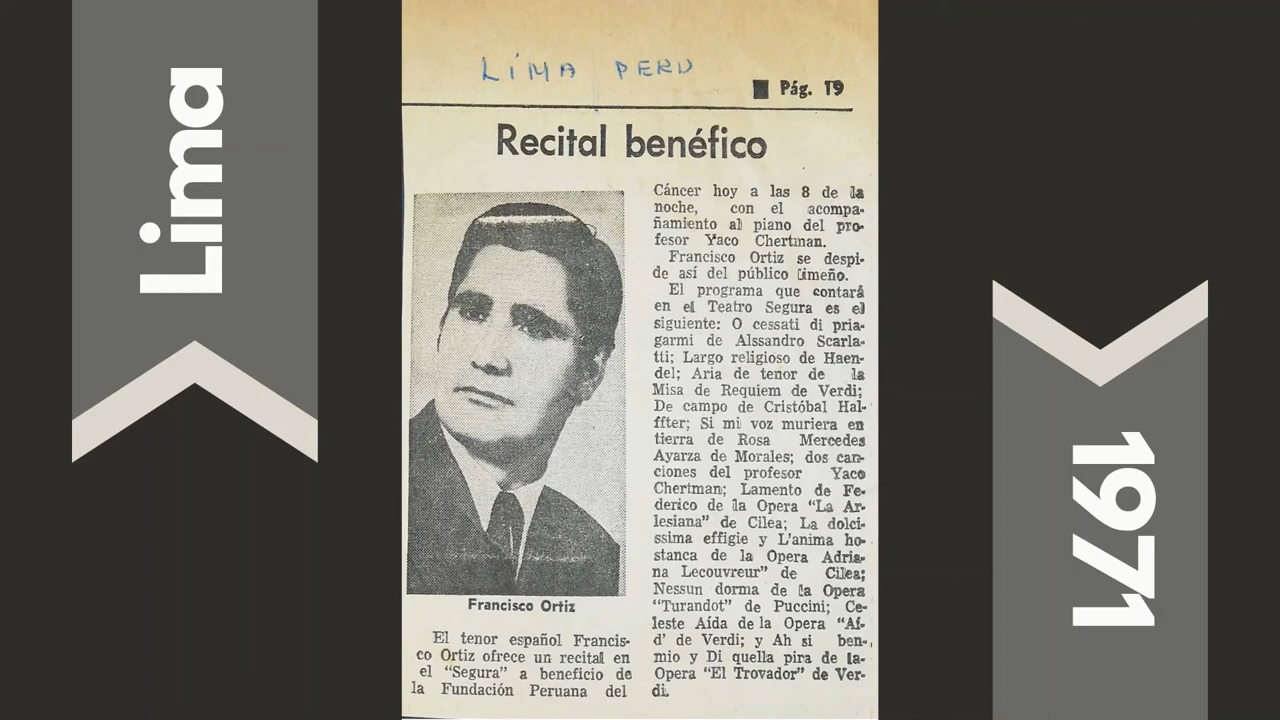 Lima
LIMA PERU
Pág. 19
Recital benéfico
Francisco Ortiz
El tenor español Francis-
co Ortiz ofrece un recital en
el "Segura" a beneficio de
la Fundación Peruana del
Cáncer hoy a las 8 de la
noche, con el acompa-
ñamiento al piano del pro-
fesor Yaco Chertman.
Francisco Ortiz se despi-
de así del público limeño.
El programa que contará
en el Teatro Segura es el
siguiente: O cessati di pria-
garmi de Alssandro Scarla-
tti; Largo religioso de Haen-
del; Aria de tenor de la
Misa de Requiem de Verdi;
De campo de Cristóbal Hal-
ffter; Si mi voz muriera en
tierra de Rosa Mercedes
Ayarza de Morales; dos can-
ciones del profesor Yaco
Chertman; Lamento de Fe-
derico de la Opera "La Ar-
lesiana" de Cilea; La dolci-
ssima effigie y L'anima ho-
stanca de la Opera Adria-
na Lecouvreur" de Cilea;
Nessun dorma de la Opera
"Turandot" de Puccini; Ce-
leste Aída de la Opera "Aí-
d' de Verdi; y Ah si ben-,
mio y Di quella pira de la-
Opera "El Trovador" de Ver-
di.
1971